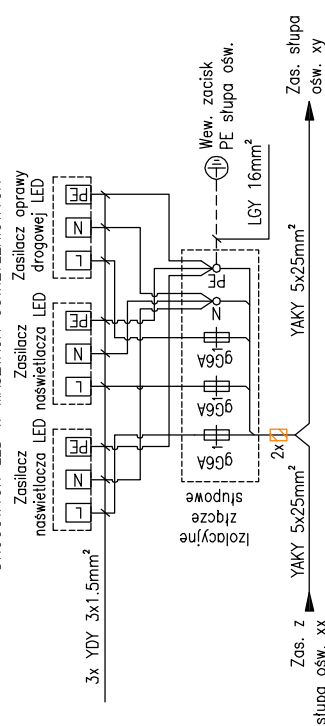 Zasilacz
naświetlacza LED
L
N
PE
Zasilacz
naświetlacza LED
L
N
PE
Zasilacz oprawy
drogowej LED
L
N
PE
3x YDY 3x1.5mm²
Izolacyjne
złącze
słupowe
gG6A
gG6A
gG6A
N
PE
Wew. zacisk
PE słupa ośw.
LGY 16mm²
2x
YAKY 5x25mm²
YAKY 5x25mm²
Zas. z
słupa ośw. xx
Zas. słupa
ośw. xy